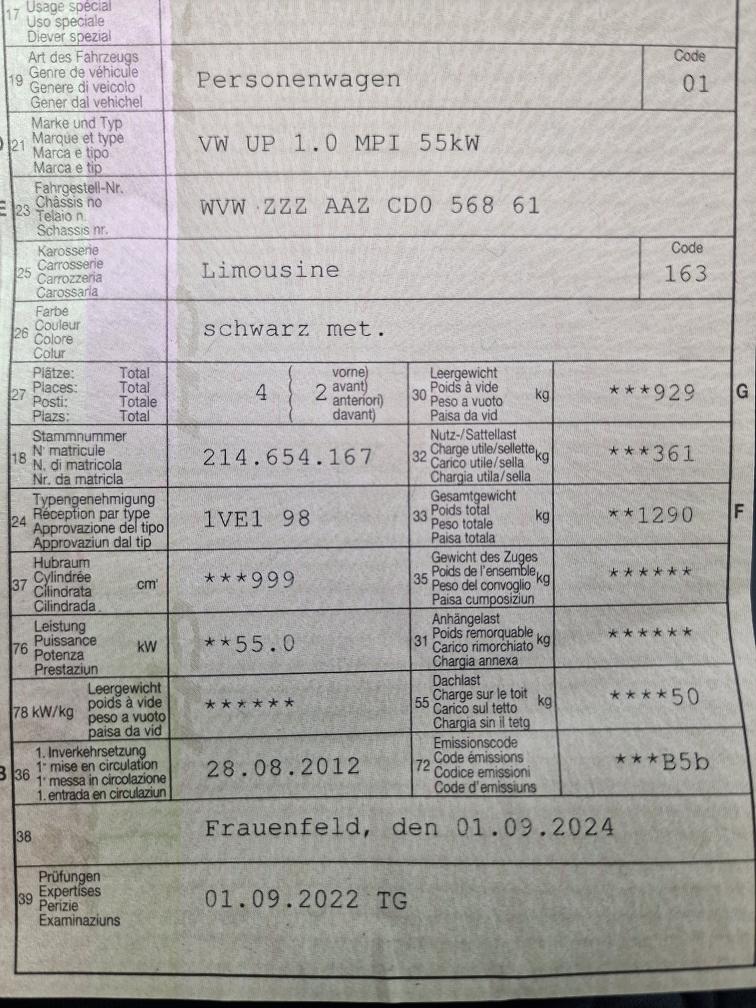 17 Usage spécial
Uso speciale
Diever spezial
19 Art des Fahrzeugs
Genre de véhicule
Genere di veicolo
Gener dal vehichel
Personenwagen
Code
01
21 Marke und Typ
Marque et type
Marca e tipo
Marca e tip
VW UP 1.0 MPI 55kW
E
23 Fahrgestell-Nr.
Châssis no
Telaio n.
Schassis nr.
WVW ZZZ AAZ CD0 568 61
25 Karosserie
Carrosserie
Carrozzeria
Carossaria
Limousine
Code
163
26 Farbe
Couleur
Colore
Colur
schwarz met.
27 Plätze: Total
Places: Total
Posti: Totale
Plazs: Total
4 ( 2 vorne)
avant)
anteriori)
davant)
30 Leergewicht
Poids à vide
Peso a vuoto
Paisa da vid
kg
***929
G
18 Stammnummer
N° matricule
N. di matricola
Nr. da matricla
214.654.167
32 Nutz-/Sattellast
Charge utile/sellette
Carico utile/sella
Chargia utila/sella
kg
***361
24 Typengenehmigung
Réception par type
Approvazione del tipo
Approvaziun dal tip
1VE1 98
33 Gesamtgewicht
Poids total
Peso totale
Paisa totala
kg
**1290
F
37 Hubraum
Cylindrée
Cilindrata
Cilindrada
cm³
***999
35 Gewicht des Zuges
Poids de l'ensemble
Peso del convoglio
Paisa cumposiziun
kg
******
76 Leistung
Puissance
Potenza
Prestaziun
kW
**55.0
31 Anhängelast
Poids remorquable
Carico rimorchiato
Chargia annexa
kg
******
78 kW/kg
Leergewicht
poids à vide
peso a vuoto
paisa da vid
******
55 Dachlast
Charge sur le toit
Carico sul tetto
Chargia sin il tetg
kg
****50
B
36 1. Inverkehrsetzung
1re mise en circulation
1a messa in circolazione
1. entrada en circulaziun
28.08.2012
72 Emissionscode
Code émissions
Codice emissioni
Code d'emissiuns
***B5b
38
Frauenfeld, den 01.09.2024
39 Prüfungen
Expertises
Perizie
Examinaziuns
01.09.2022 TG